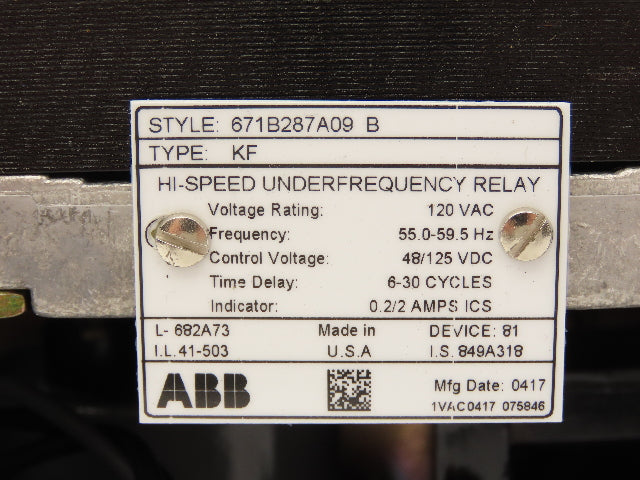 STYLE: 671B287A09 B
TYPE: KF
HI-SPEED UNDERFREQUENCY RELAY
Voltage Rating: 120 VAC
Frequency: 55.0-59.5 Hz
Control Voltage: 48/125 VDC
Time Delay: 6-30 CYCLES
Indicator: 0.2/2 AMPS ICS
L- 682A73 Made in DEVICE: 81
I.L. 41-503 U.S.A I.S. 849A318
ABB Mfg Date: 0417
1VAC0417 075846